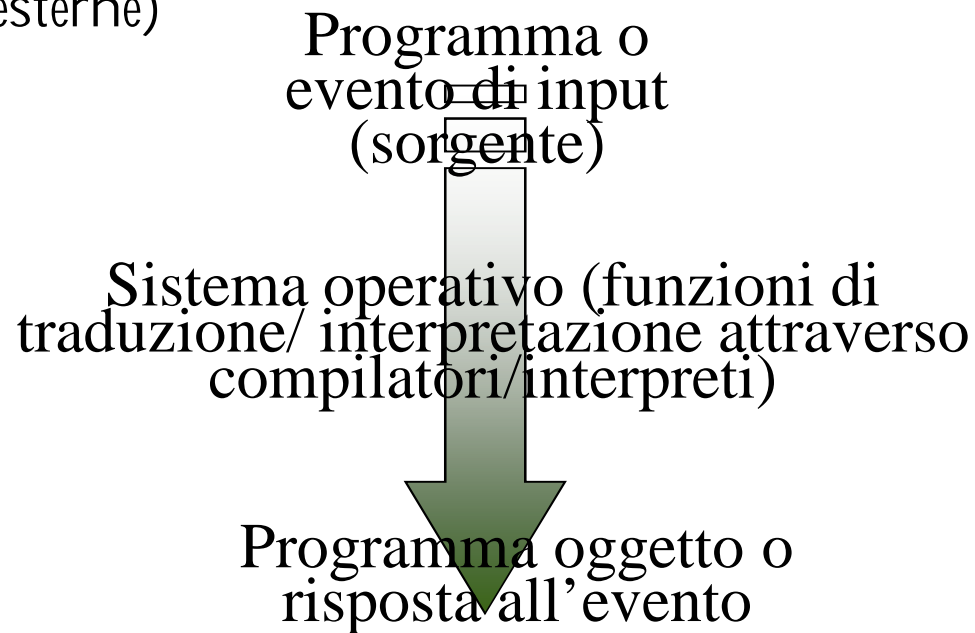 esterne)
Programma o
evento di input
(sorgente)
Sistema operativo (funzioni di
traduzione/ interpretazione attraverso
compilatori/interpreti)
Programma oggetto o
risposta all’evento